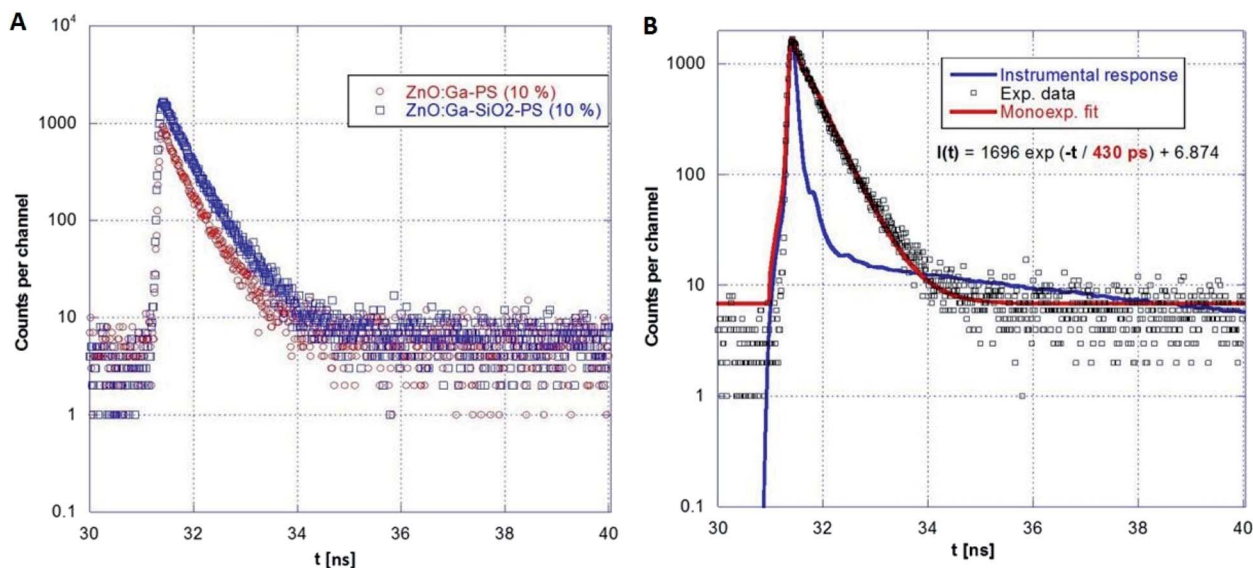 A
10^4
1000
100
10
1
0.1
Counts per channel
ZnO:Ga-PS (10 %)
ZnO:Ga-SiO2-PS (10 %)
30
32
34
36
38
40
t [ns]
B
1000
100
10
1
0.1
Counts per channel
Instrumental response
Exp. data
Monoexp. fit
I(t) = 1696 exp (-t / 430 ps) + 6.874
30
32
34
36
38
40
t [ns]